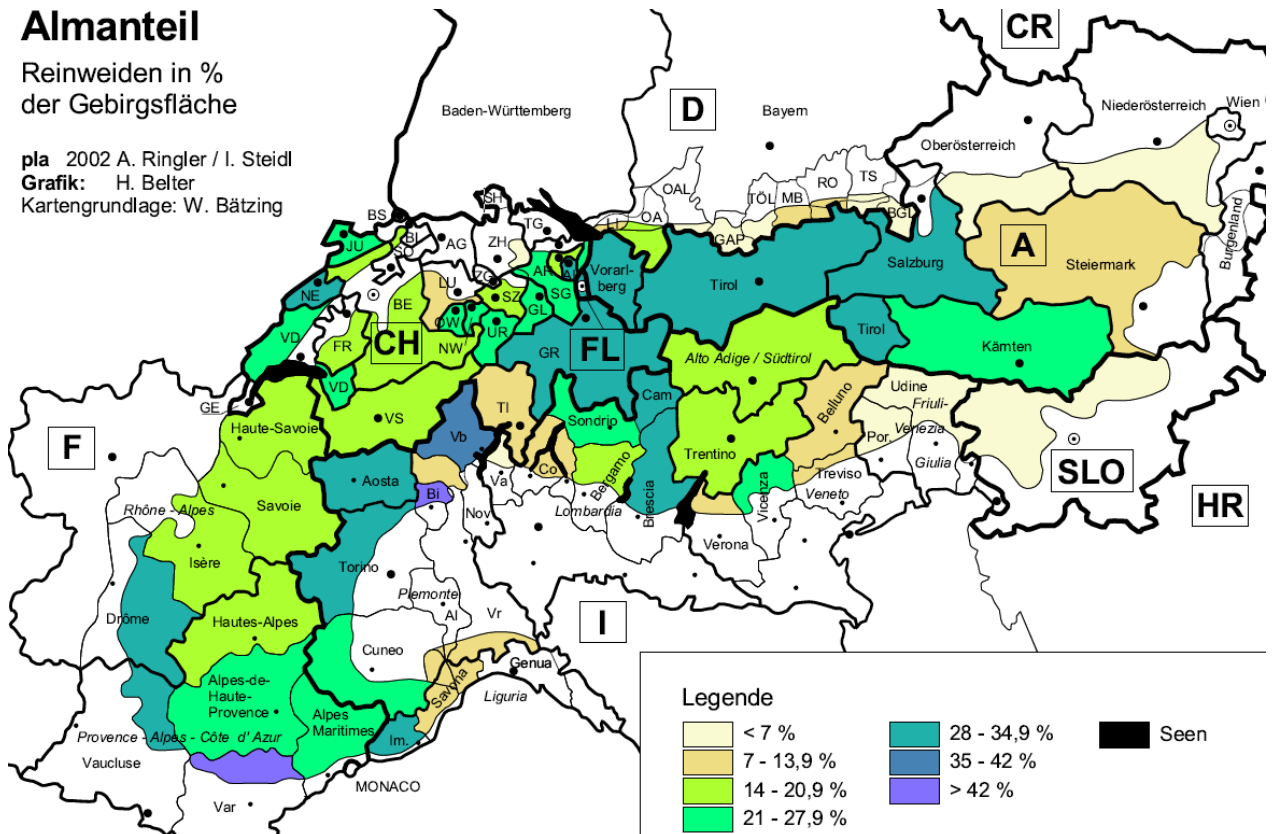 Almanteil
Reinweiden in %
der Gebirgsfläche
pla 2002 A. Ringler / I. Steidl
Grafik: H. Belter
Kartengrundlage: W. Bätzing
CR
D
Baden-Württemberg
Bayern
Niederösterreich
Wien
Oberösterreich
Burgenland
A
Steiermark
OAL
OA
LI
TÖL
MB
RO
TS
GAP
BGL
SH
BS
TG
AG
ZH
JU
SO
BL
NE
LU
ZG
SZ
AR
AI
SG
GL
BE
OW
UR
NW
VD
FR
CH
VD
GR
FL
Vorarl-
berg
Tirol
Salzburg
Tirol
Kärnten
Alto Adige / Südtirol
Cam
Sondrio
TI
VS
Vb
GE
Haute-Savoie
F
Udine
Friuli-
Venezia
Giulia
Belluno
Por.
Treviso
Veneto
Trentino
Vicenza
Verona
Brescia
Bergamo
Lombardia
Co
Va
Nov
Bi
Aosta
SLO
HR
I
Savoie
Rhône - Alpes
Isère
Torino
Piemonte
Al
Vr
Drôme
Hautes-Alpes
Cuneo
Genua
Savona
Liguria
Alpes-de-
Haute-
Provence
Alpes
Maritimes
Im.
Provence - Alpes - Côte d' Azur
Vaucluse
Var
MONACO
Legende
< 7 %
7 - 13,9 %
14 - 20,9 %
21 - 27,9 %
28 - 34,9 %
35 - 42 %
> 42 %
Seen